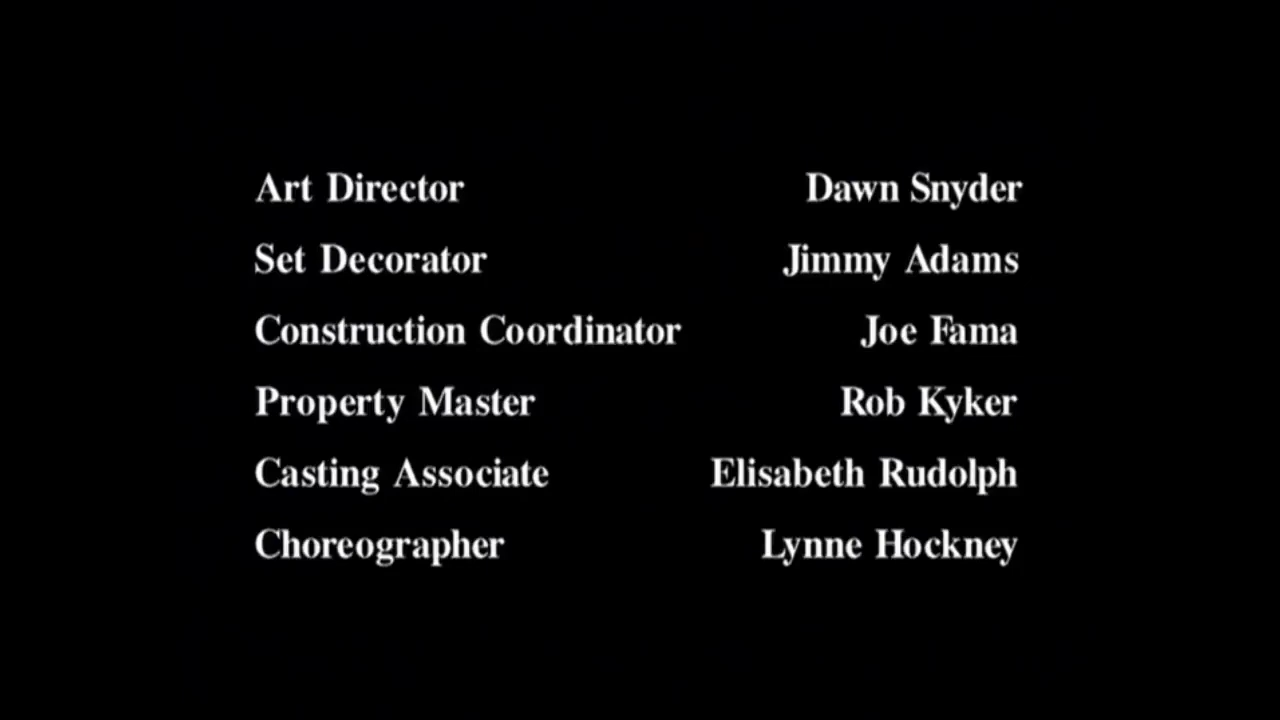 Art Director Dawn Snyder
Set Decorator Jimmy Adams
Construction Coordinator Joe Fama
Property Master Rob Kyker
Casting Associate Elisabeth Rudolph
Choreographer Lynne Hockney